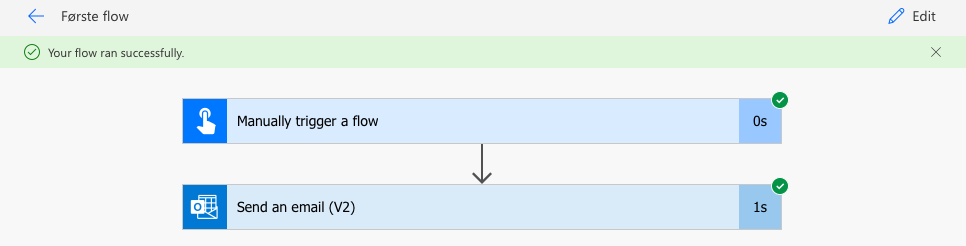 Første flow
Edit
Your flow ran successfully.
Manually trigger a flow
0s
Send an email (V2)
1s